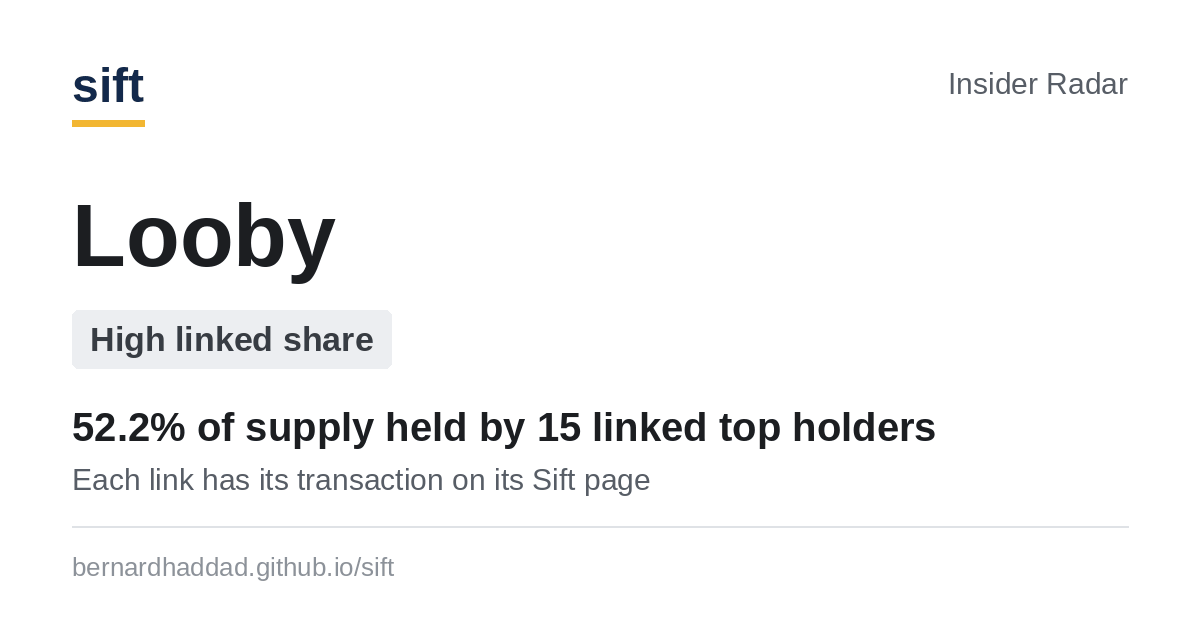 sift
Insider Radar
Looby
High linked share
52.2% of supply held by 15 linked top holders
Each link has its transaction on its Sift page
bernardhaddad.github.io/sift